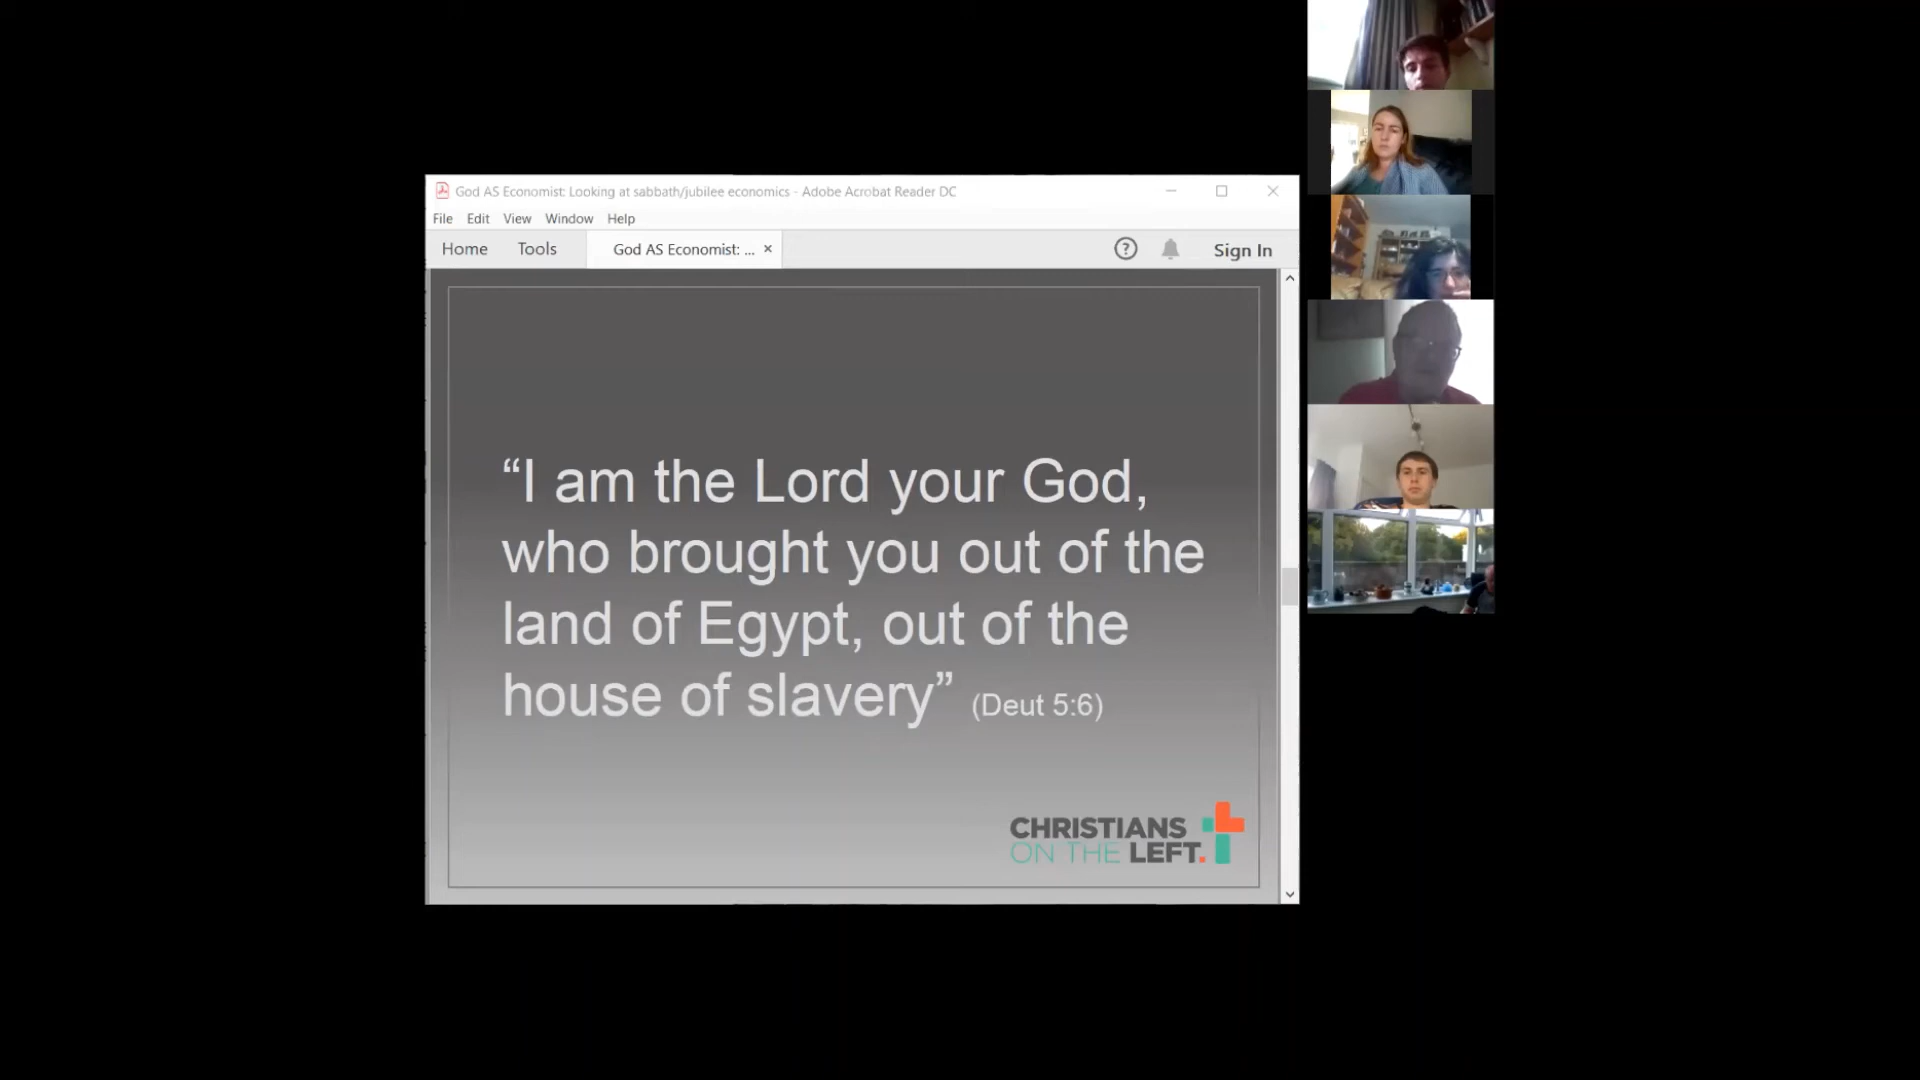 God AS Economist: Looking at sabbath/jubilee economics - Adobe Acrobat Reader DC
File Edit View Window Help
Home Tools God AS Economist: ... × ? Sign In
“I am the Lord your God,
who brought you out of the
land of Egypt, out of the
house of slavery” (Deut 5:6)
CHRISTIANS
ON THE LEFT.